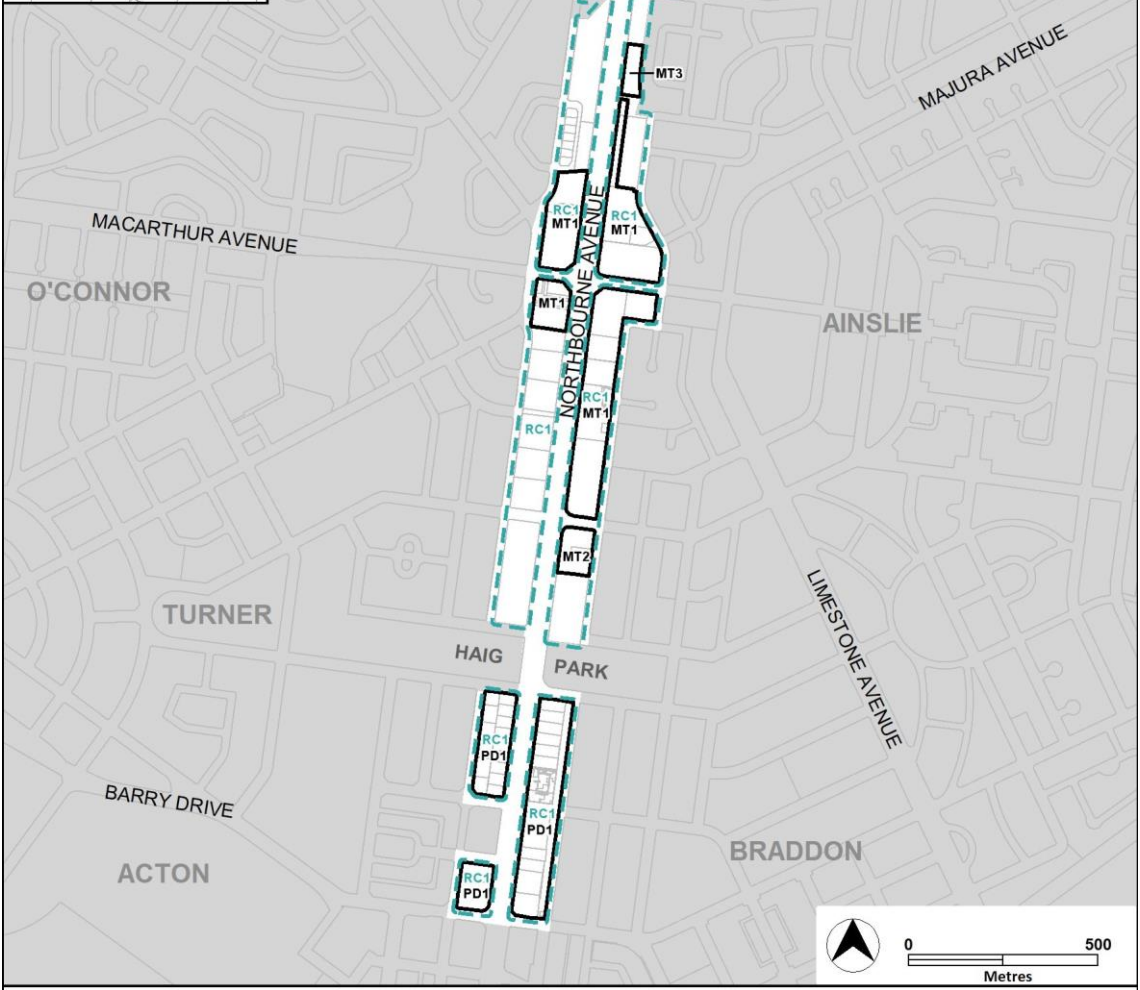 MT3
MAJURA AVENUE
RC1
MT1
RC1
MT1
MACARTHUR AVENUE
NORTHBOURNE AVENUE
O'CONNOR
MT1
AINSLIE
RC1
MT1
RC1
MT2
LIMESTONE AVENUE
TURNER
HAIG
PARK
RC1
PD1
BARRY DRIVE
RC1
PD1
BRADDON
ACTON
RC1
PD1
0
500
Metres